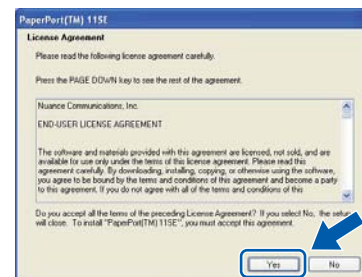 PaperPort(TM) 11SE
License Agreement
Please read the following license agreement carefully.
Press the PAGE DOWN key to see the rest of the agreement.
Nuance Communications, Inc.
END-USER LICENSE AGREEMENT
The software and materials provided with this agreement are licensed, not sold, and are
available for use only under the terms of this license agreement. Please read this
agreement carefully. By downloading, installing, copying, or otherwise using the software,
you agree to be bound by the terms and conditions of this agreement and become a party
to this agreement. If you do not agree with all of the terms and conditions of this
Do you accept all the terms of the preceding License Agreement? If you select No, the setup
will close. To install "PaperPort(TM) 11SE", you must accept this agreement.
Yes
No